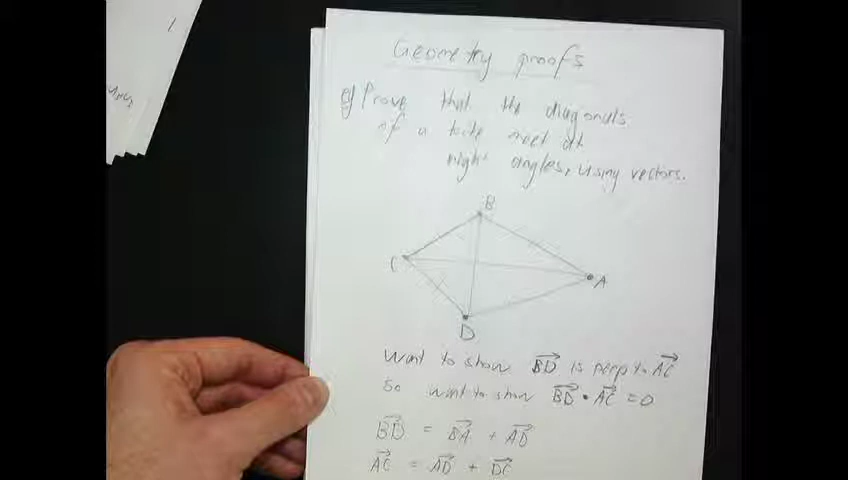 Geometry proofs
eg Prove that the diagonals
of a kite meet at
right angles, using vectors.
B
C
A
D
Want to show BD is perp to AC
So want to show BD • AC = 0
BD = BA + AD
AC = AD + DC